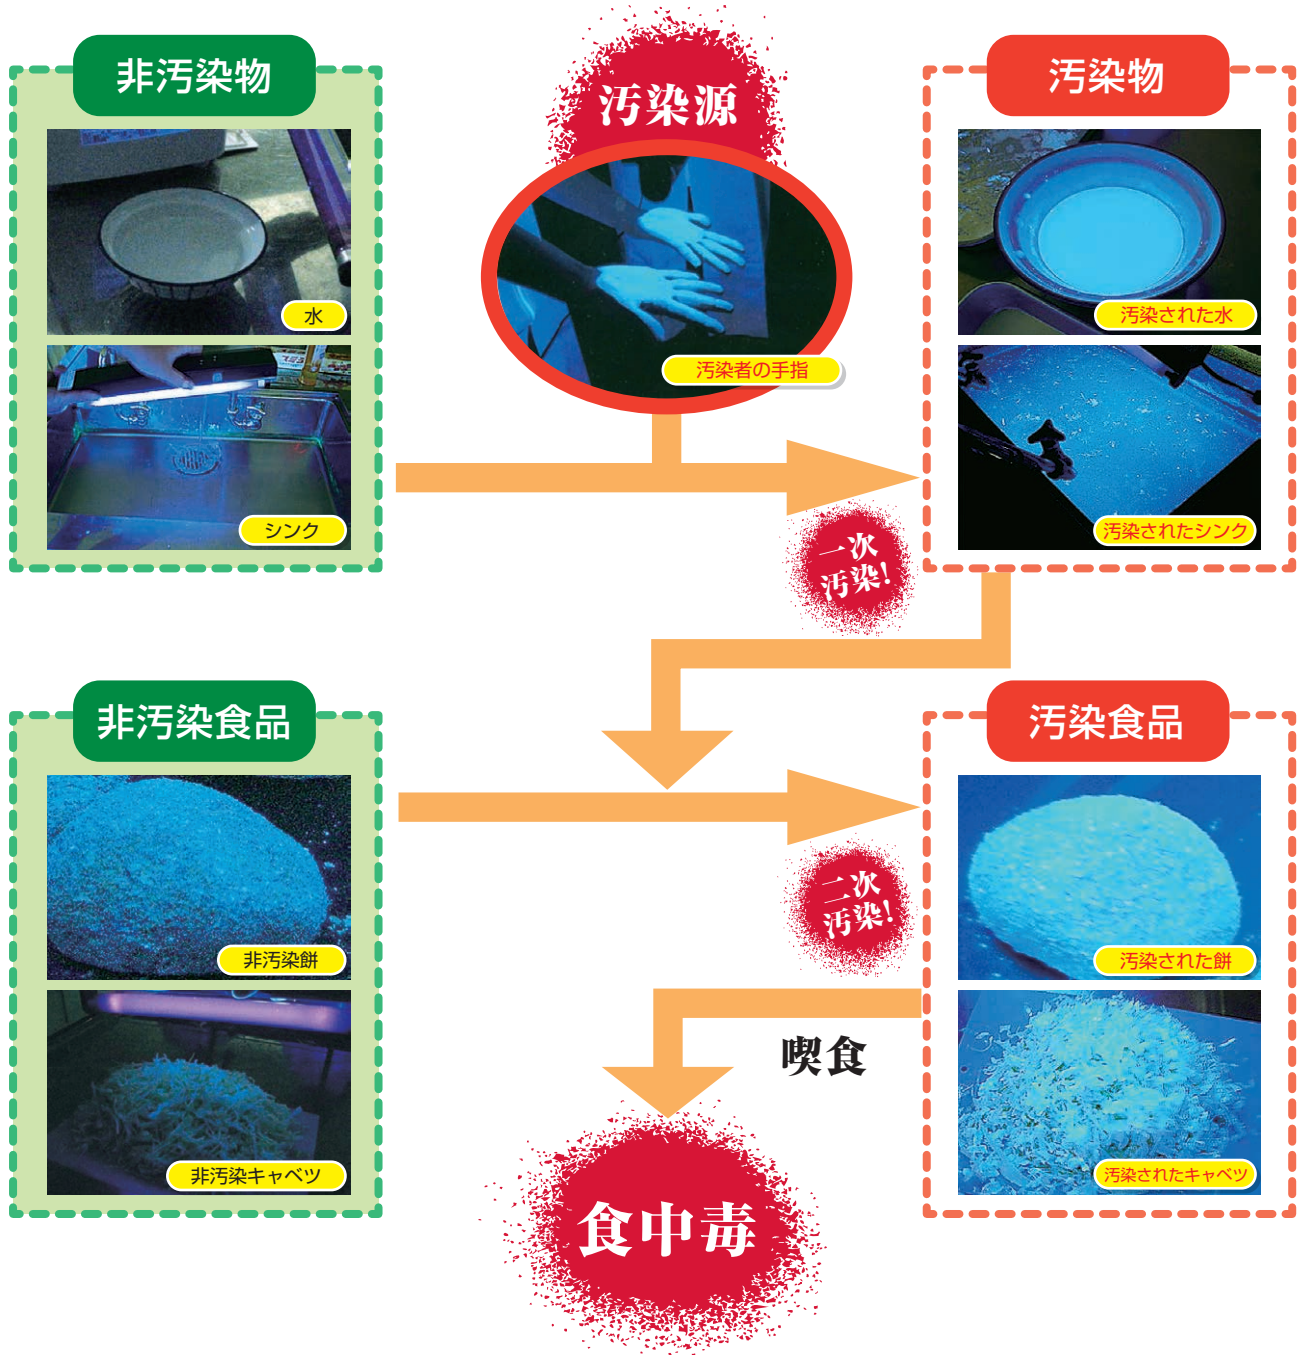 非汚染物
水
シンク
汚染源
汚染者の手指
汚染物
汚染された水
汚染されたシンク
一次
汚染!
非汚染食品
非汚染餅
非汚染キャベツ
汚染食品
汚染された餅
汚染されたキャベツ
二次
汚染!
喫食
食中毒